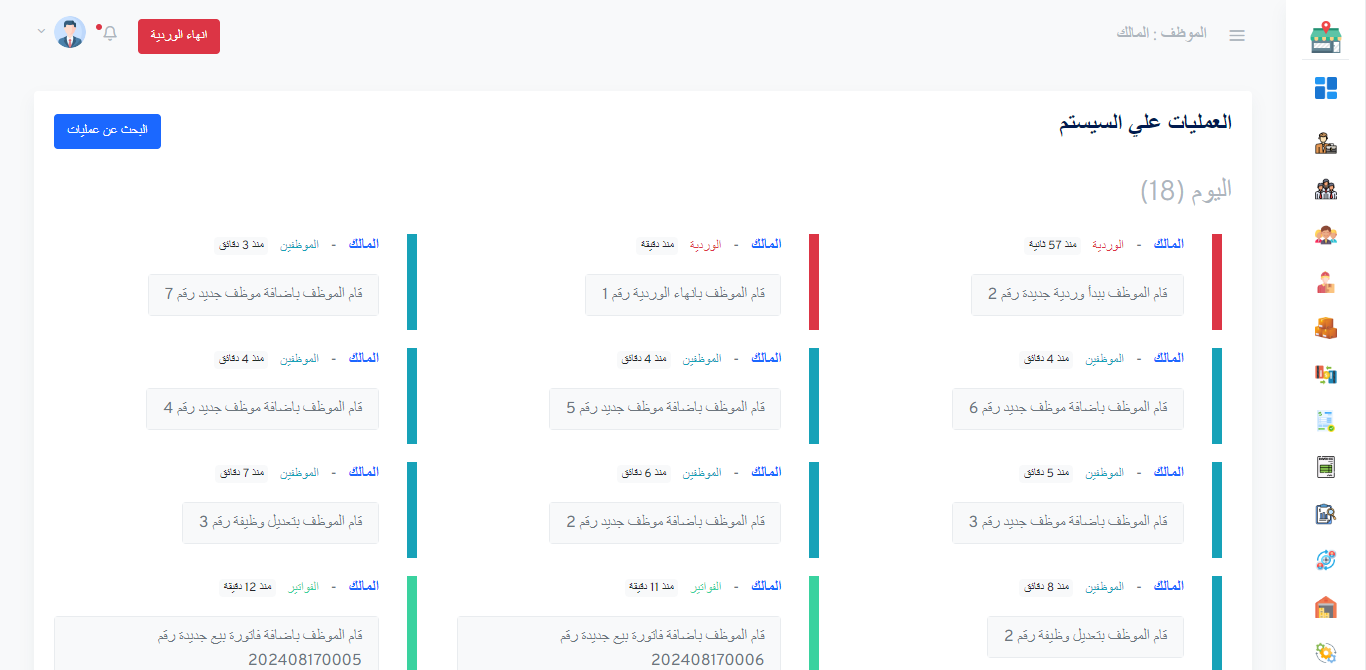 الموظف : المالك
انهاء الوردية
العمليات علي السيستم
البحث عن عمليات
اليوم (18)
المالك - الوردية منذ 57 ثانية
قام الموظف ببدأ وردية جديدة رقم 2
المالك - الوردية منذ دقيقة
قام الموظف بانهاء الوردية رقم 1
المالك - الموظفين منذ 3 دقائق
قام الموظف باضافة موظف جديد رقم 7
المالك - الموظفين منذ 4 دقائق
قام الموظف باضافة موظف جديد رقم 6
المالك - الموظفين منذ 4 دقائق
قام الموظف باضافة موظف جديد رقم 5
المالك - الموظفين منذ 4 دقائق
قام الموظف باضافة موظف جديد رقم 4
المالك - الموظفين منذ 5 دقائق
قام الموظف باضافة موظف جديد رقم 3
المالك - الموظفين منذ 6 دقائق
قام الموظف باضافة موظف جديد رقم 2
المالك - الموظفين منذ 7 دقائق
قام الموظف بتعديل وظيفة رقم 3
المالك - الموظفين منذ 8 دقائق
قام الموظف بتعديل وظيفة رقم 2
المالك - الفواتير منذ 11 دقيقة
قام الموظف باضافة فاتورة بيع جديدة رقم
202408170006
المالك - الفواتير منذ 12 دقيقة
قام الموظف باضافة فاتورة بيع جديدة رقم
202408170005